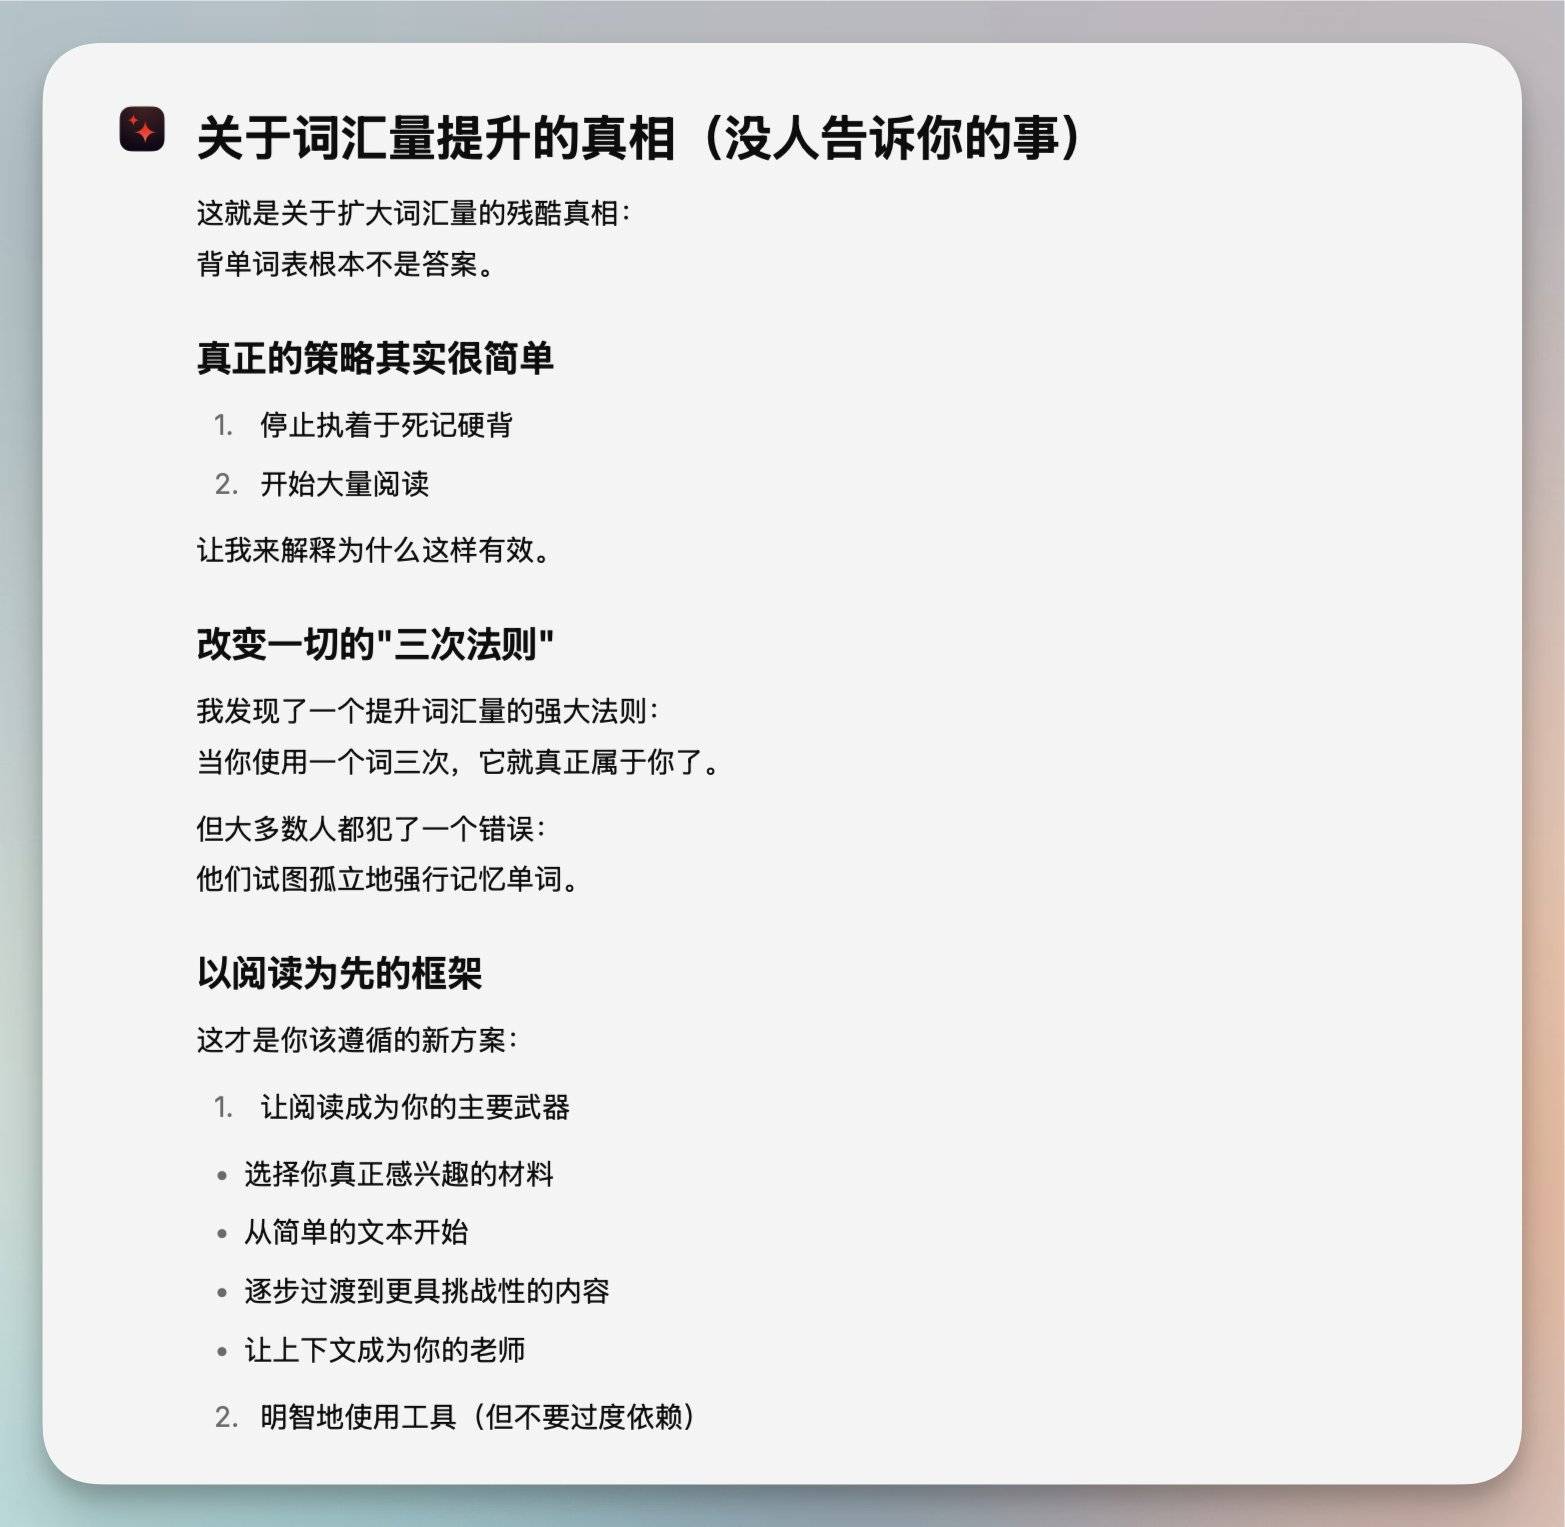 关于词汇量提升的真相（没人告诉你的事）
这就是关于扩大词汇量的残酷真相：
背单词表根本不是答案。
真正的策略其实很简单
1. 停止执着于死记硬背
2. 开始大量阅读
让我来解释为什么这样有效。
改变一切的"三次法则"
我发现了一个提升词汇量的强大法则：
当你使用一个词三次，它就真正属于你了。
但大多数人都犯了一个错误：
他们试图孤立地强行记忆单词。
以阅读为先的框架
这才是你该遵循的新方案：
1. 让阅读成为你的主要武器
• 选择你真正感兴趣的材料
• 从简单的文本开始
• 逐步过渡到更具挑战性的内容
• 让上下文成为你的老师
2. 明智地使用工具（但不要过度依赖）